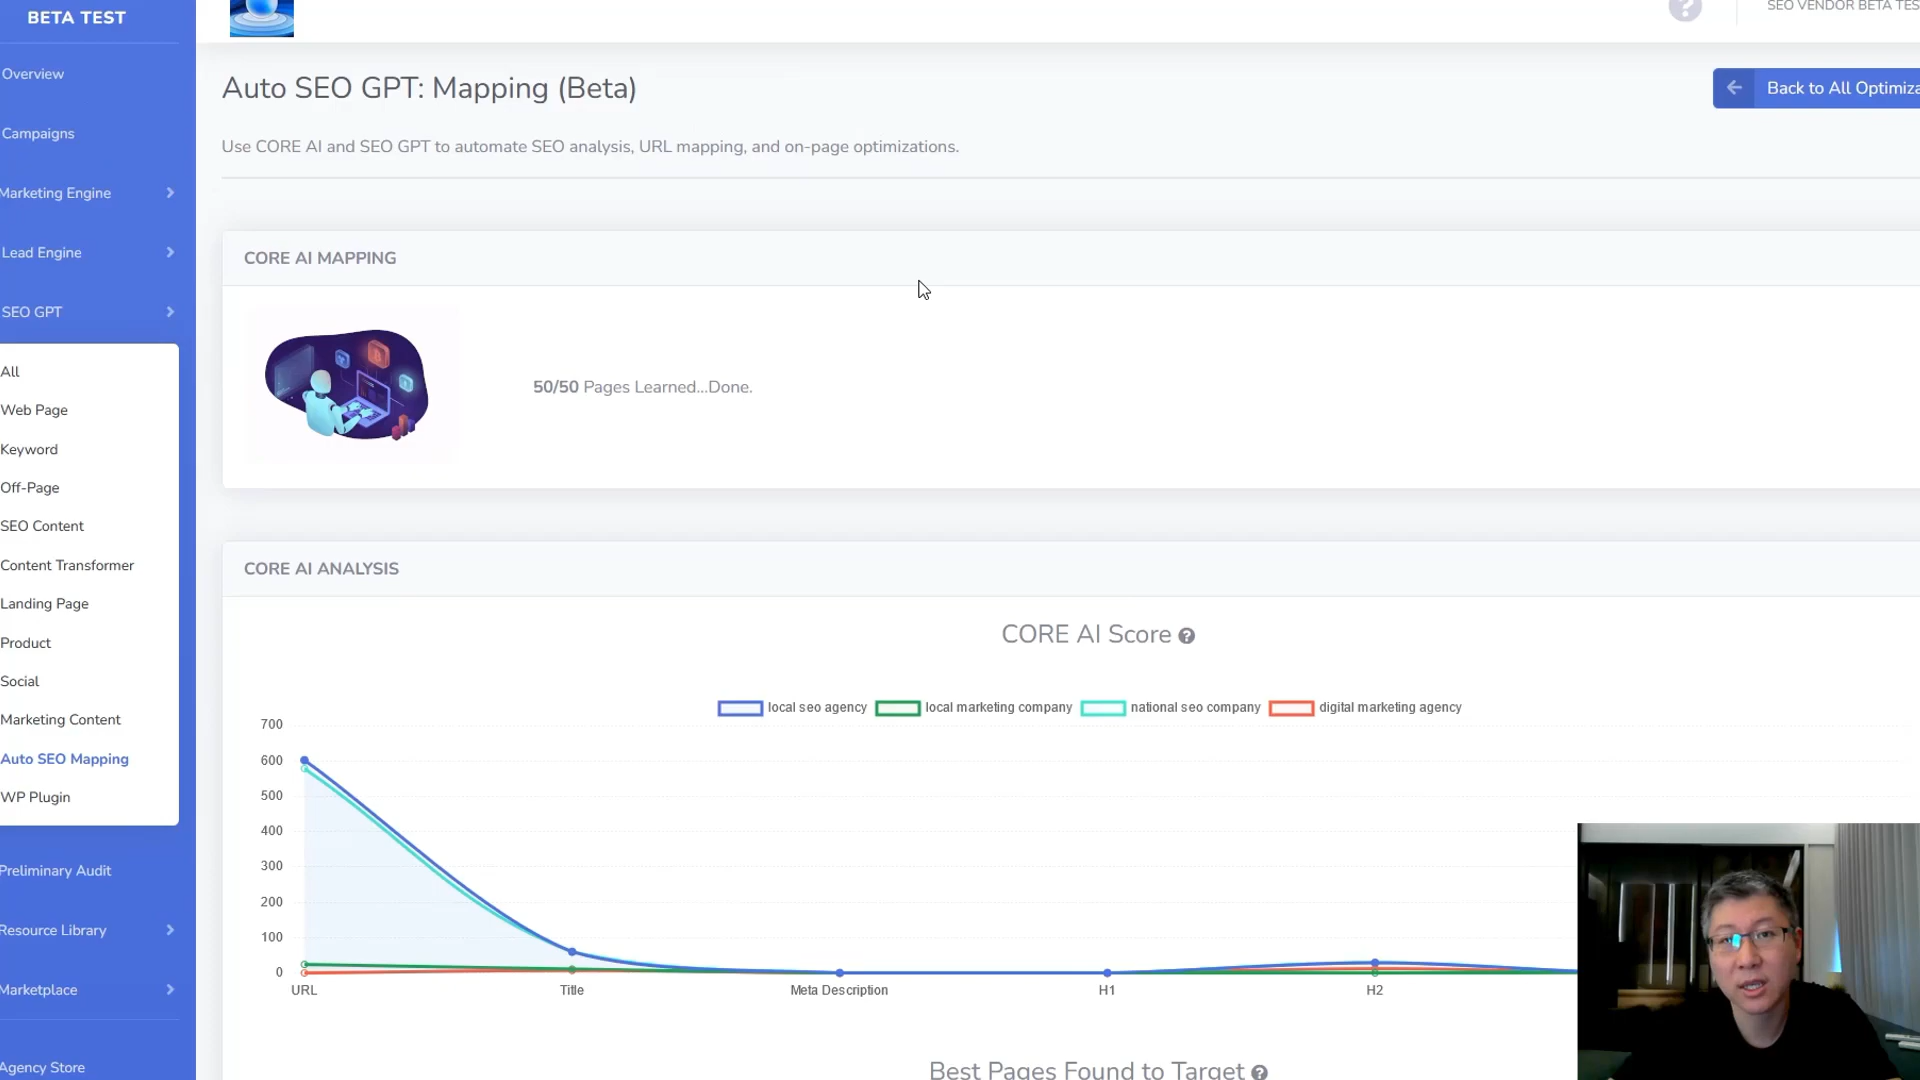 BETA TEST
SEO VENDOR BETA TES
Overview
Campaigns
Marketing Engine
Lead Engine
SEO GPT
All
Web Page
Keyword
Off-Page
SEO Content
Content Transformer
Landing Page
Product
Social
Marketing Content
Auto SEO Mapping
WP Plugin
Preliminary Audit
Resource Library
Marketplace
Agency Store
Auto SEO GPT: Mapping (Beta)
Back to All Optimiza
Use CORE AI and SEO GPT to automate SEO analysis, URL mapping, and on-page optimizations.
CORE AI MAPPING
50/50 Pages Learned...Done.
CORE AI ANALYSIS
CORE AI Score ?
local seo agency local marketing company national seo company digital marketing agency
700
600
500
400
300
200
100
0
URL Title Meta Description H1 H2
Best Pages Found to Target ?